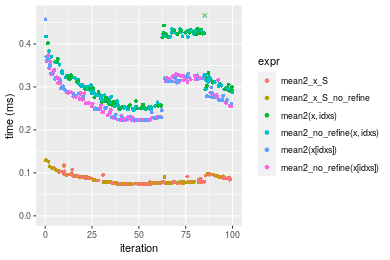 time (ms)
0.4
0.3
0.2
0.1
0.0
0
25
50
75
100
iteration
expr
mean2_x_S
mean2_x_S_no_refine
mean2(x, idxs)
mean2_no_refine(x, idxs)
mean2(x[idxs])
mean2_no_refine(x[idxs])